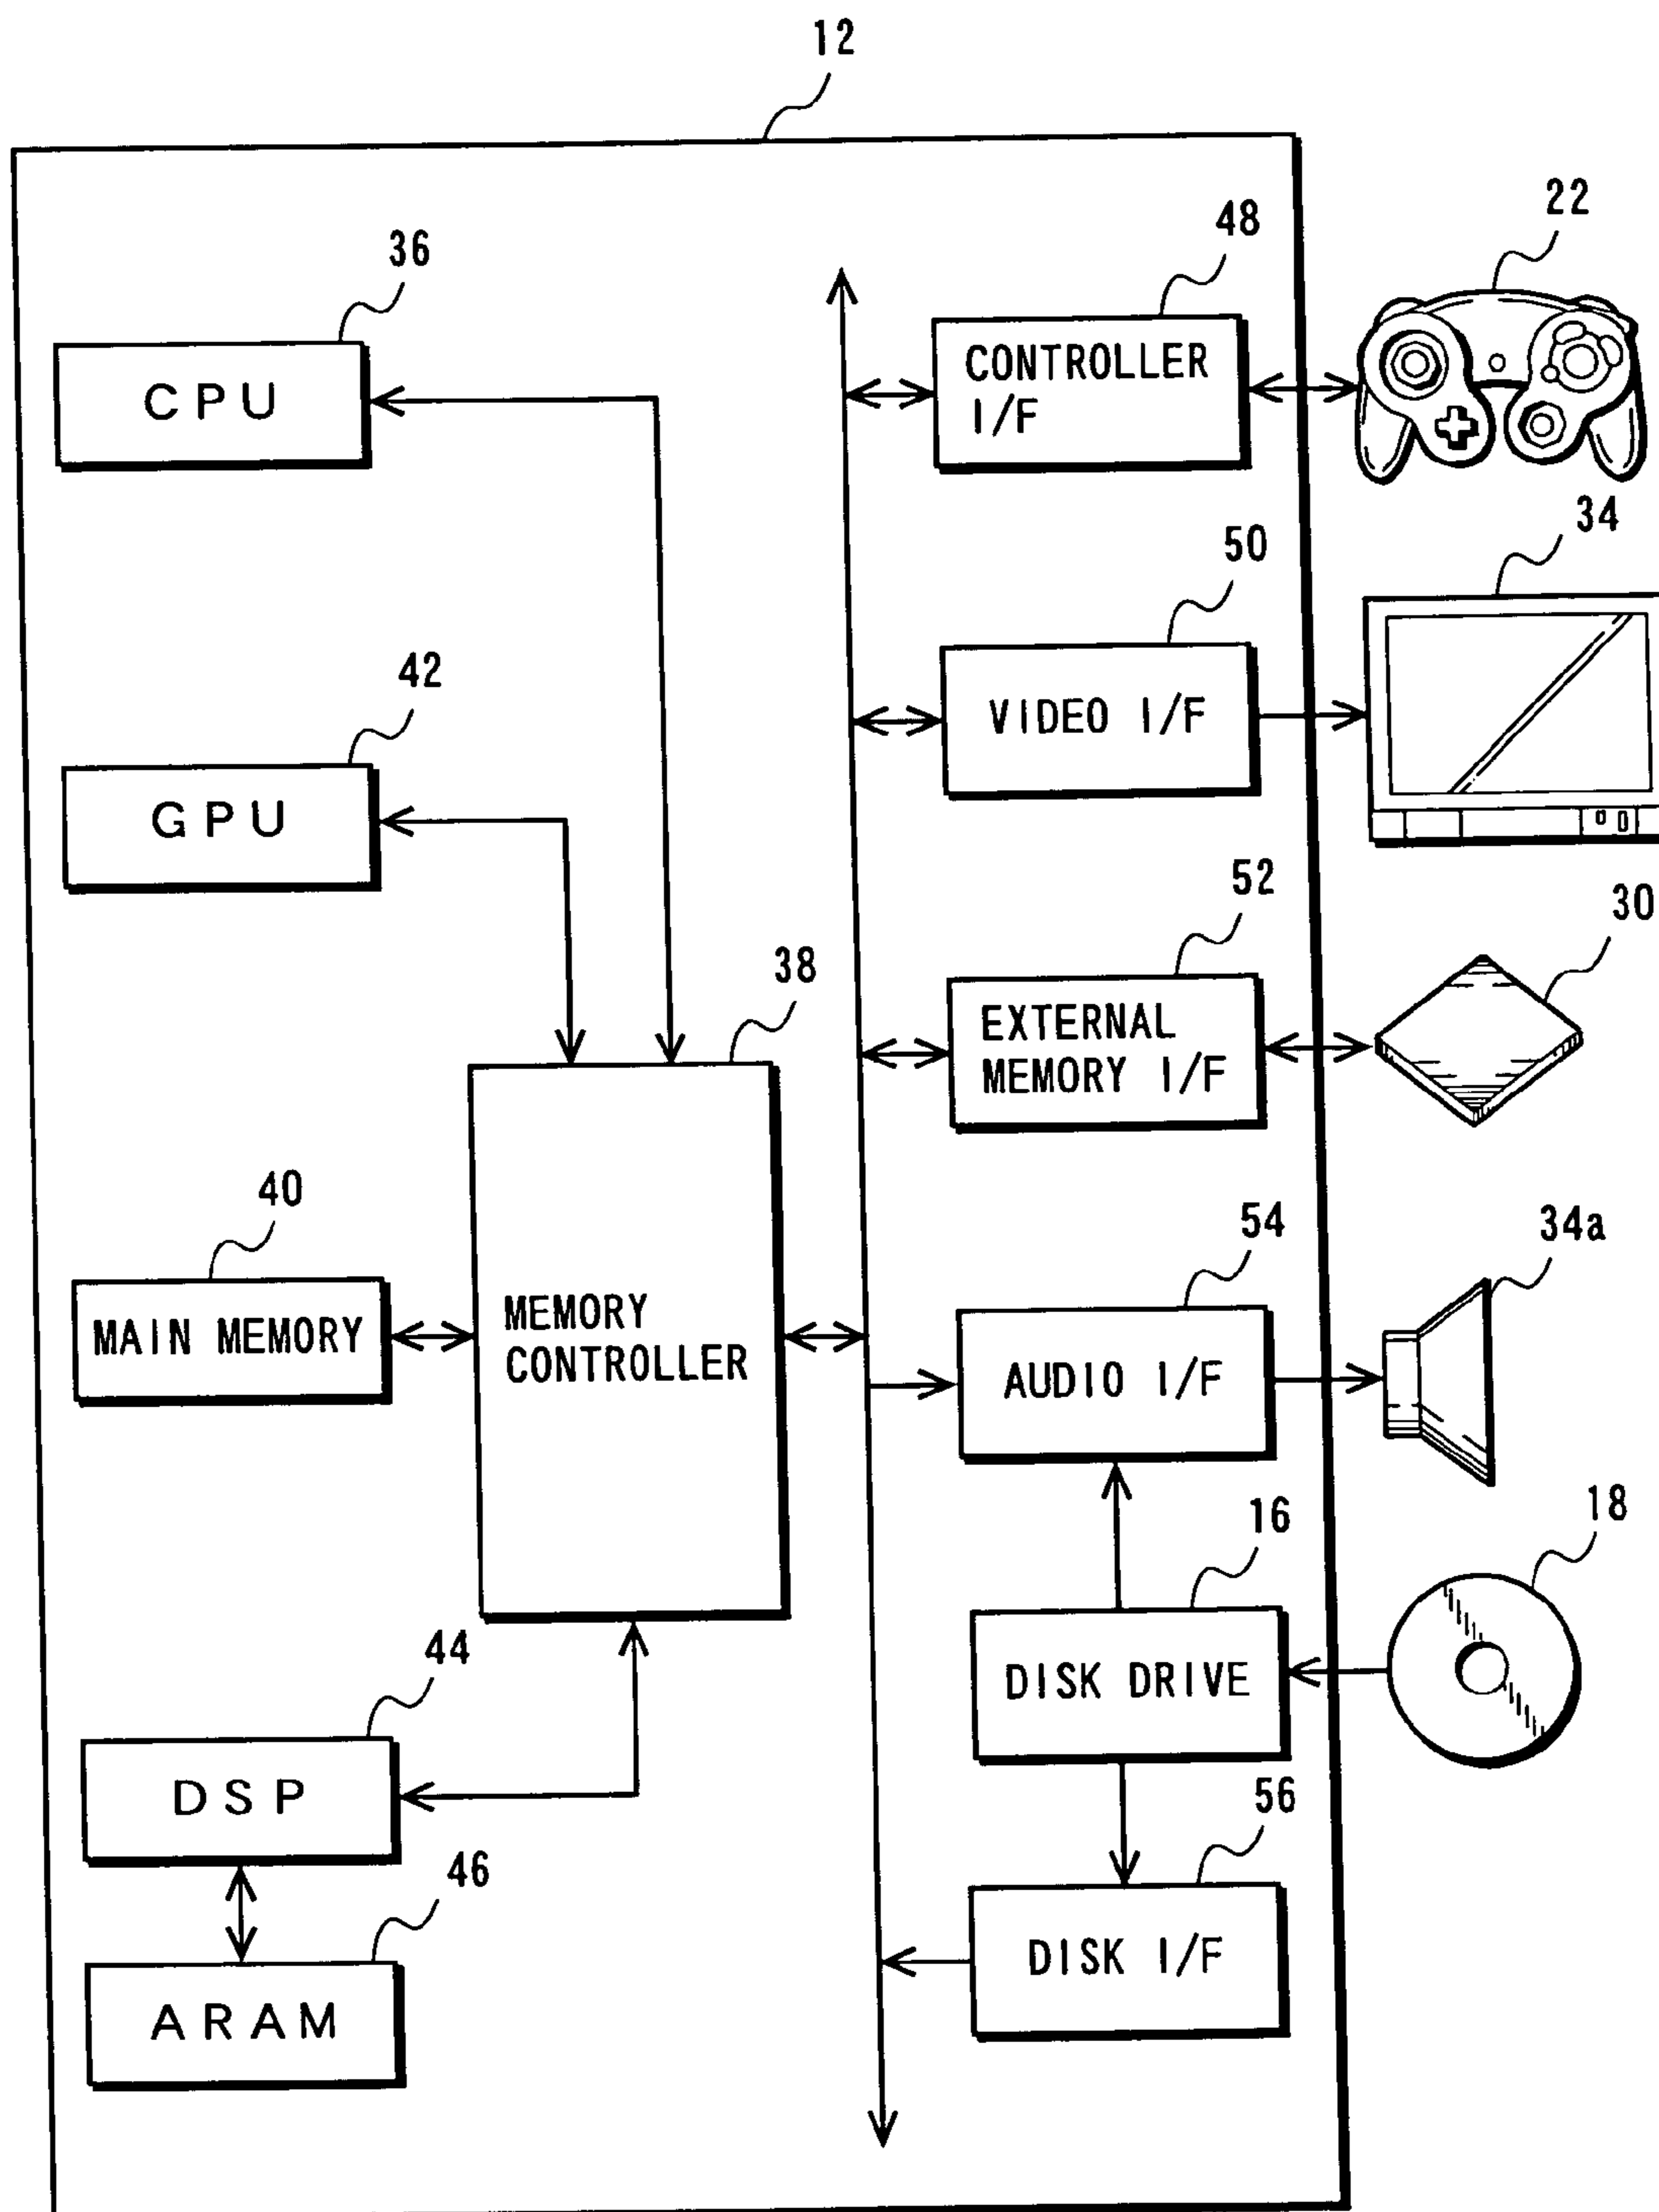 12
36
CPU
48
CONTROLLER
I/F
22
50
VIDEO I/F
34
42
GPU
52
EXTERNAL
MEMORY I/F
30
38
MEMORY
CONTROLLER
40
MAIN MEMORY
54
AUDIO I/F
34a
16
DISK DRIVE
18
44
DSP
56
DISK I/F
46
ARAM